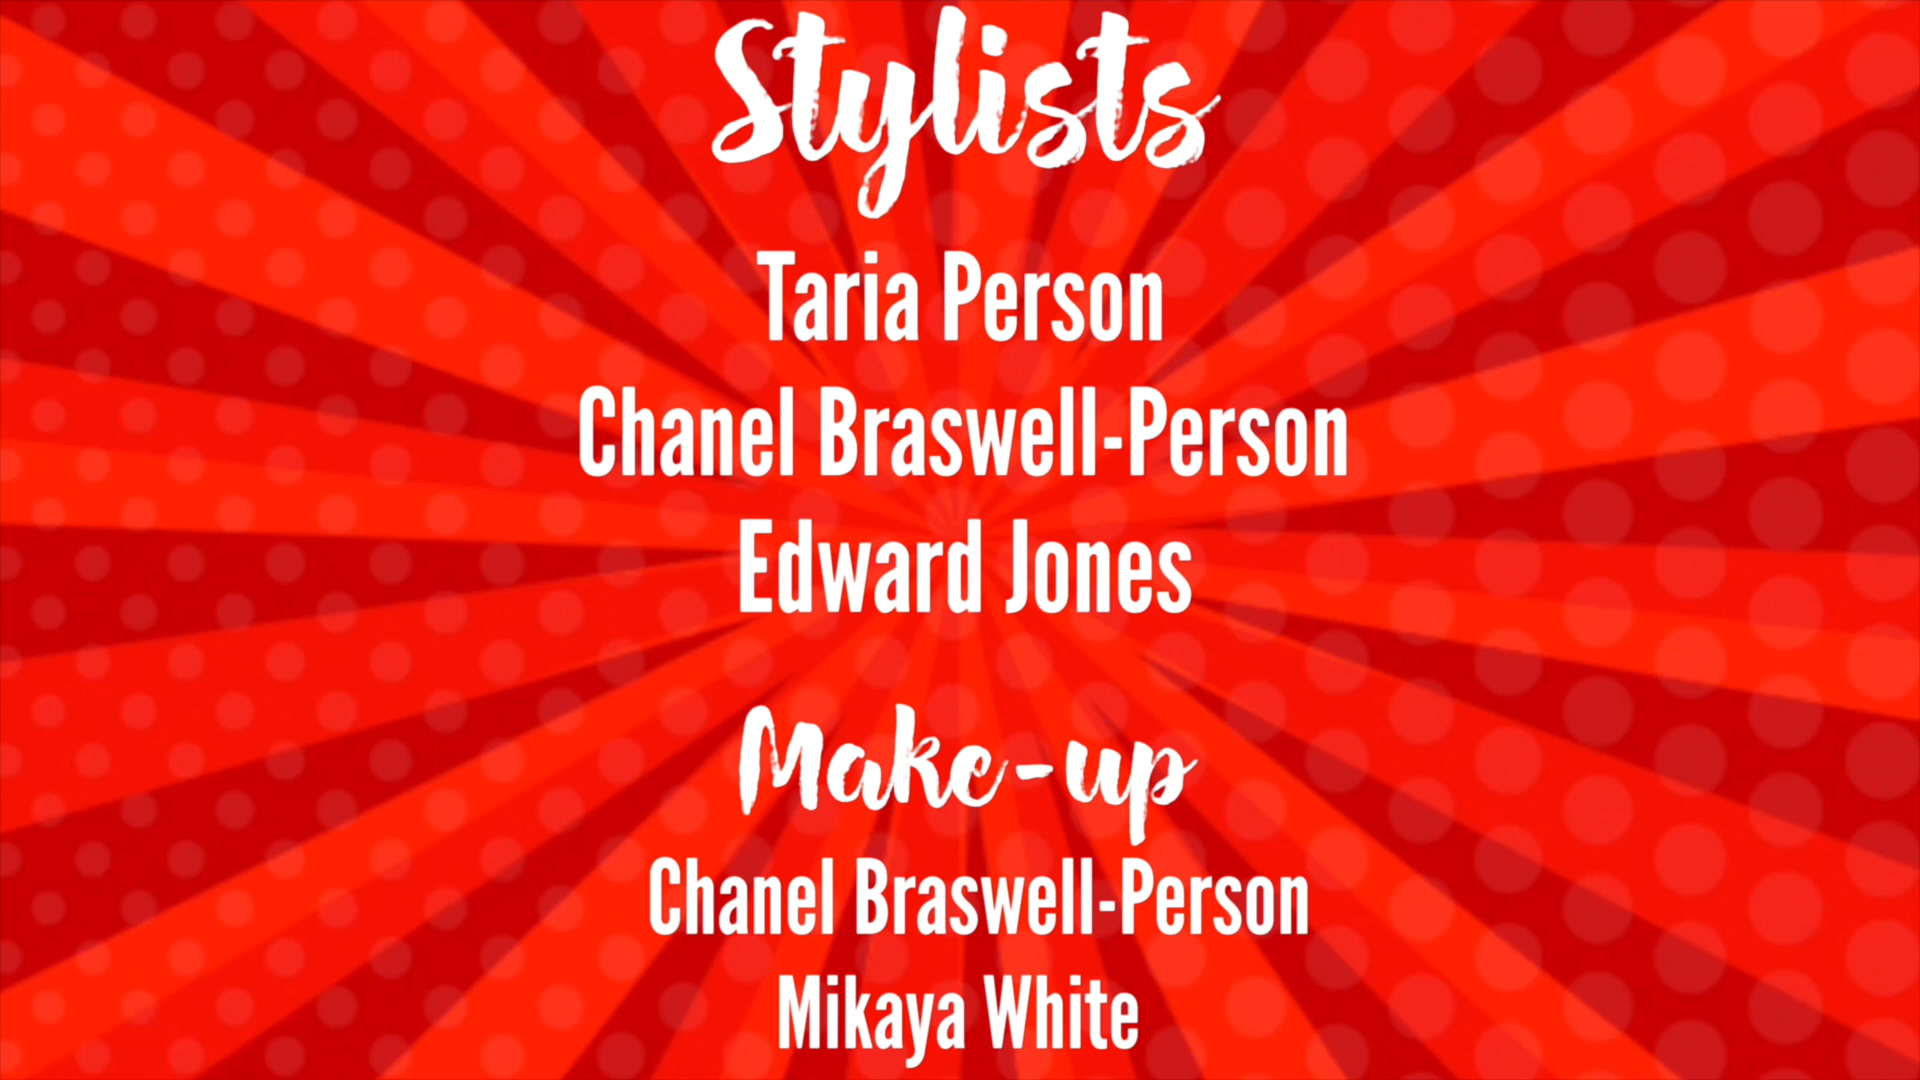 Stylists
Taria Person
Chanel Braswell-Person
Edward Jones
Make-up
Chanel Braswell-Person
Mikaya White